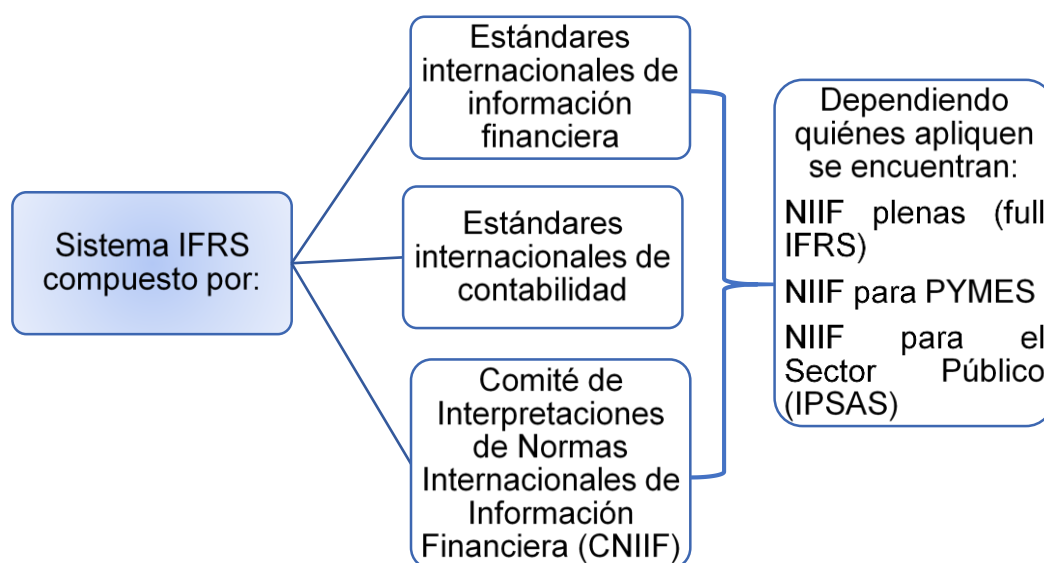 Sistema IFRS
compuesto por:
Estándares
internacionales de
información
financiera
Estándares
internacionales de
contabilidad
Comité de
Interpretaciones
de Normas
Internacionales de
Información
Financiera (CNIIF)
Dependiendo
quiénes apliquen
se encuentran:
NIIF plenas (full
IFRS)
NIIF para PYMES
NIIF para el
Sector Público
(IPSAS)